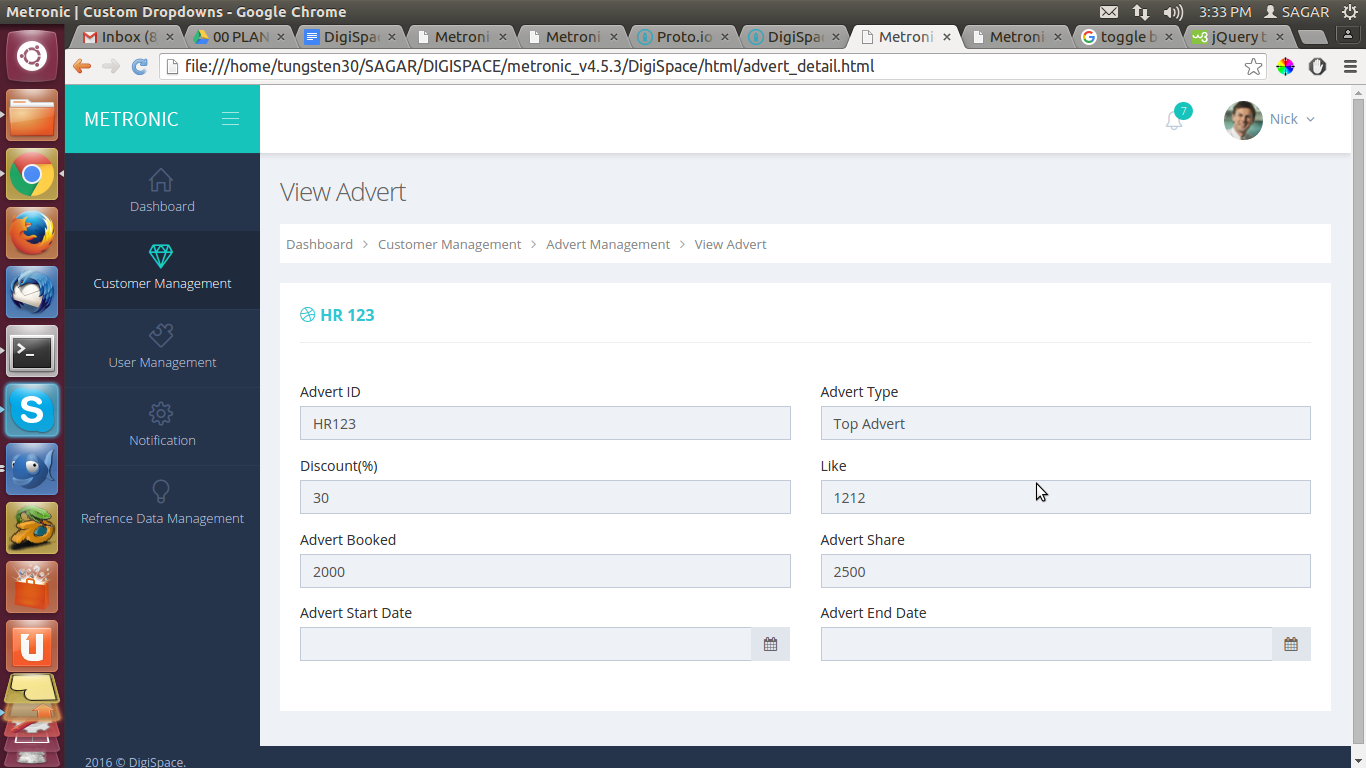 Metronic | Custom Dropdowns - Google Chrome
3:33 PM SAGAR
Inbox (8 00 PLAN DigiSpac Metroni Metroni Proto.io DigiSpac Metroni Metroni toggle b jQuery t
file:///home/tungsten30/SAGAR/DIGISPACE/metronic_v4.5.3/DigiSpace/html/advert_detail.html
METRONIC
7
Nick
Dashboard
Customer Management
User Management
Notification
Refrence Data Management
View Advert
Dashboard > Customer Management > Advert Management > View Advert
HR 123
Advert ID
HR123
Advert Type
Top Advert
Discount(%)
30
Like
1212
Advert Booked
2000
Advert Share
2500
Advert Start Date
Advert End Date
2016 © DigiSpace.